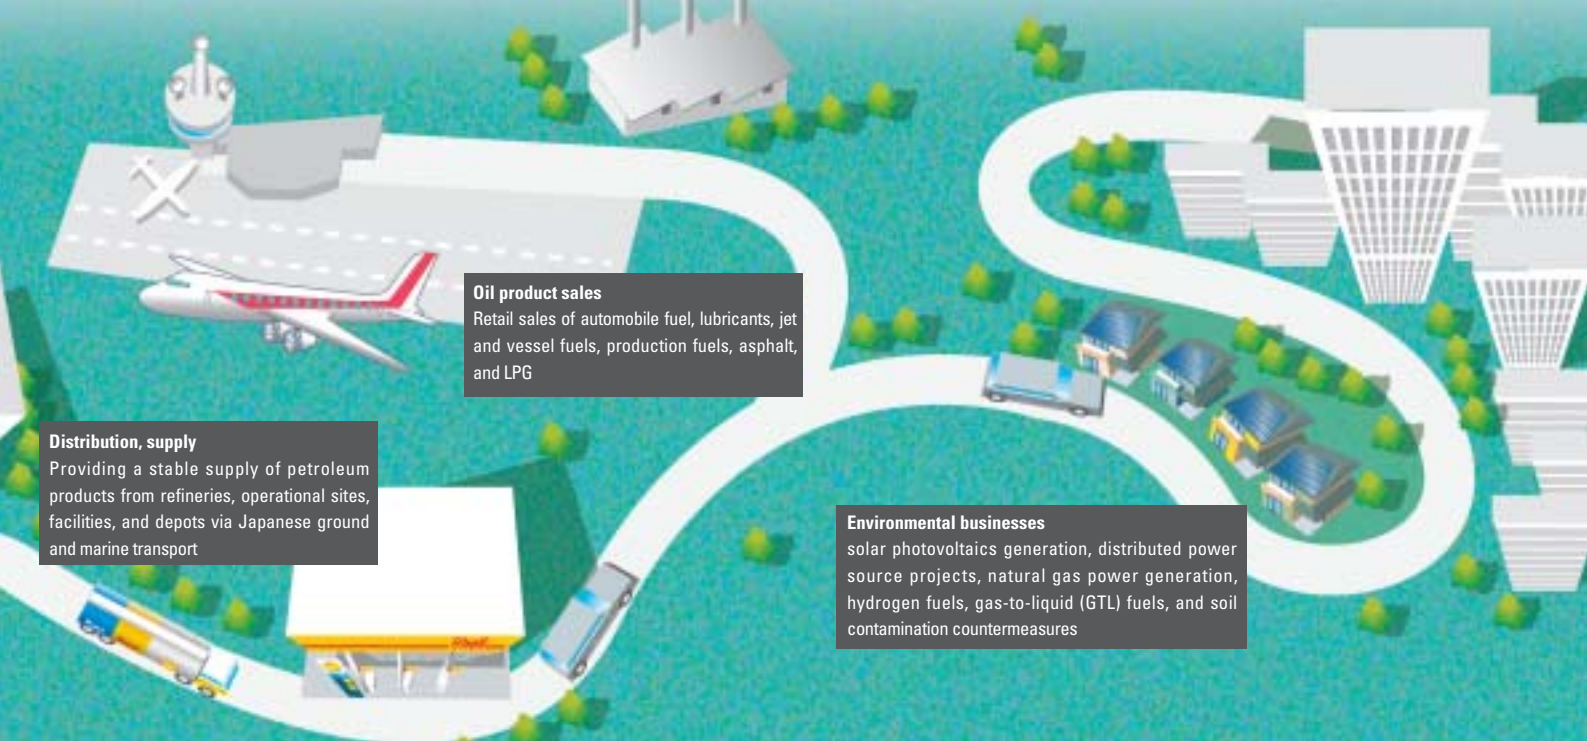 Oil product sales
Retail sales of automobile fuel, lubricants, jet
and vessel fuels, production fuels, asphalt,
and LPG
Distribution, supply
Providing a stable supply of petroleum
products from refineries, operational sites,
facilities, and depots via Japanese ground
and marine transport
Environmental businesses
solar photovoltaics generation, distributed power
source projects, natural gas power generation,
hydrogen fuels, gas-to-liquid (GTL) fuels, and soil
contamination countermeasures